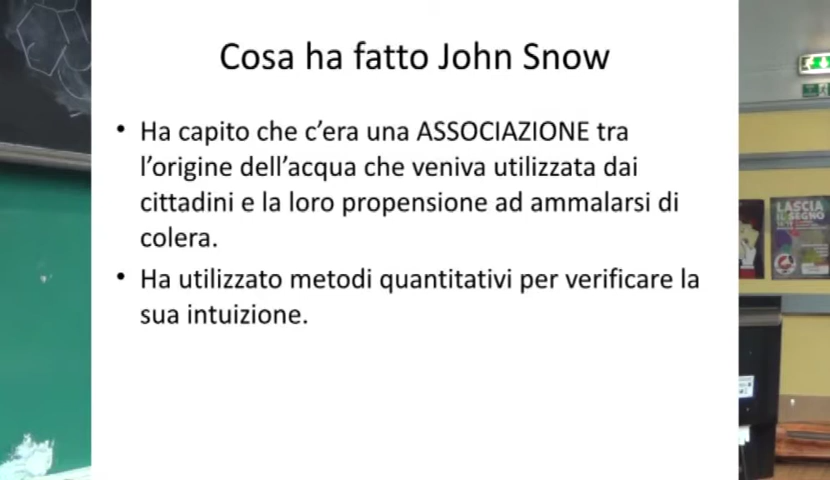 Cosa ha fatto John Snow
• Ha capito che c'era una ASSOCIAZIONE tra
l'origine dell'acqua che veniva utilizzata dai
cittadini e la loro propensione ad ammalarsi di
colera.
• Ha utilizzato metodi quantitativi per verificare la
sua intuizione.
LASCIA
IL SEGNO